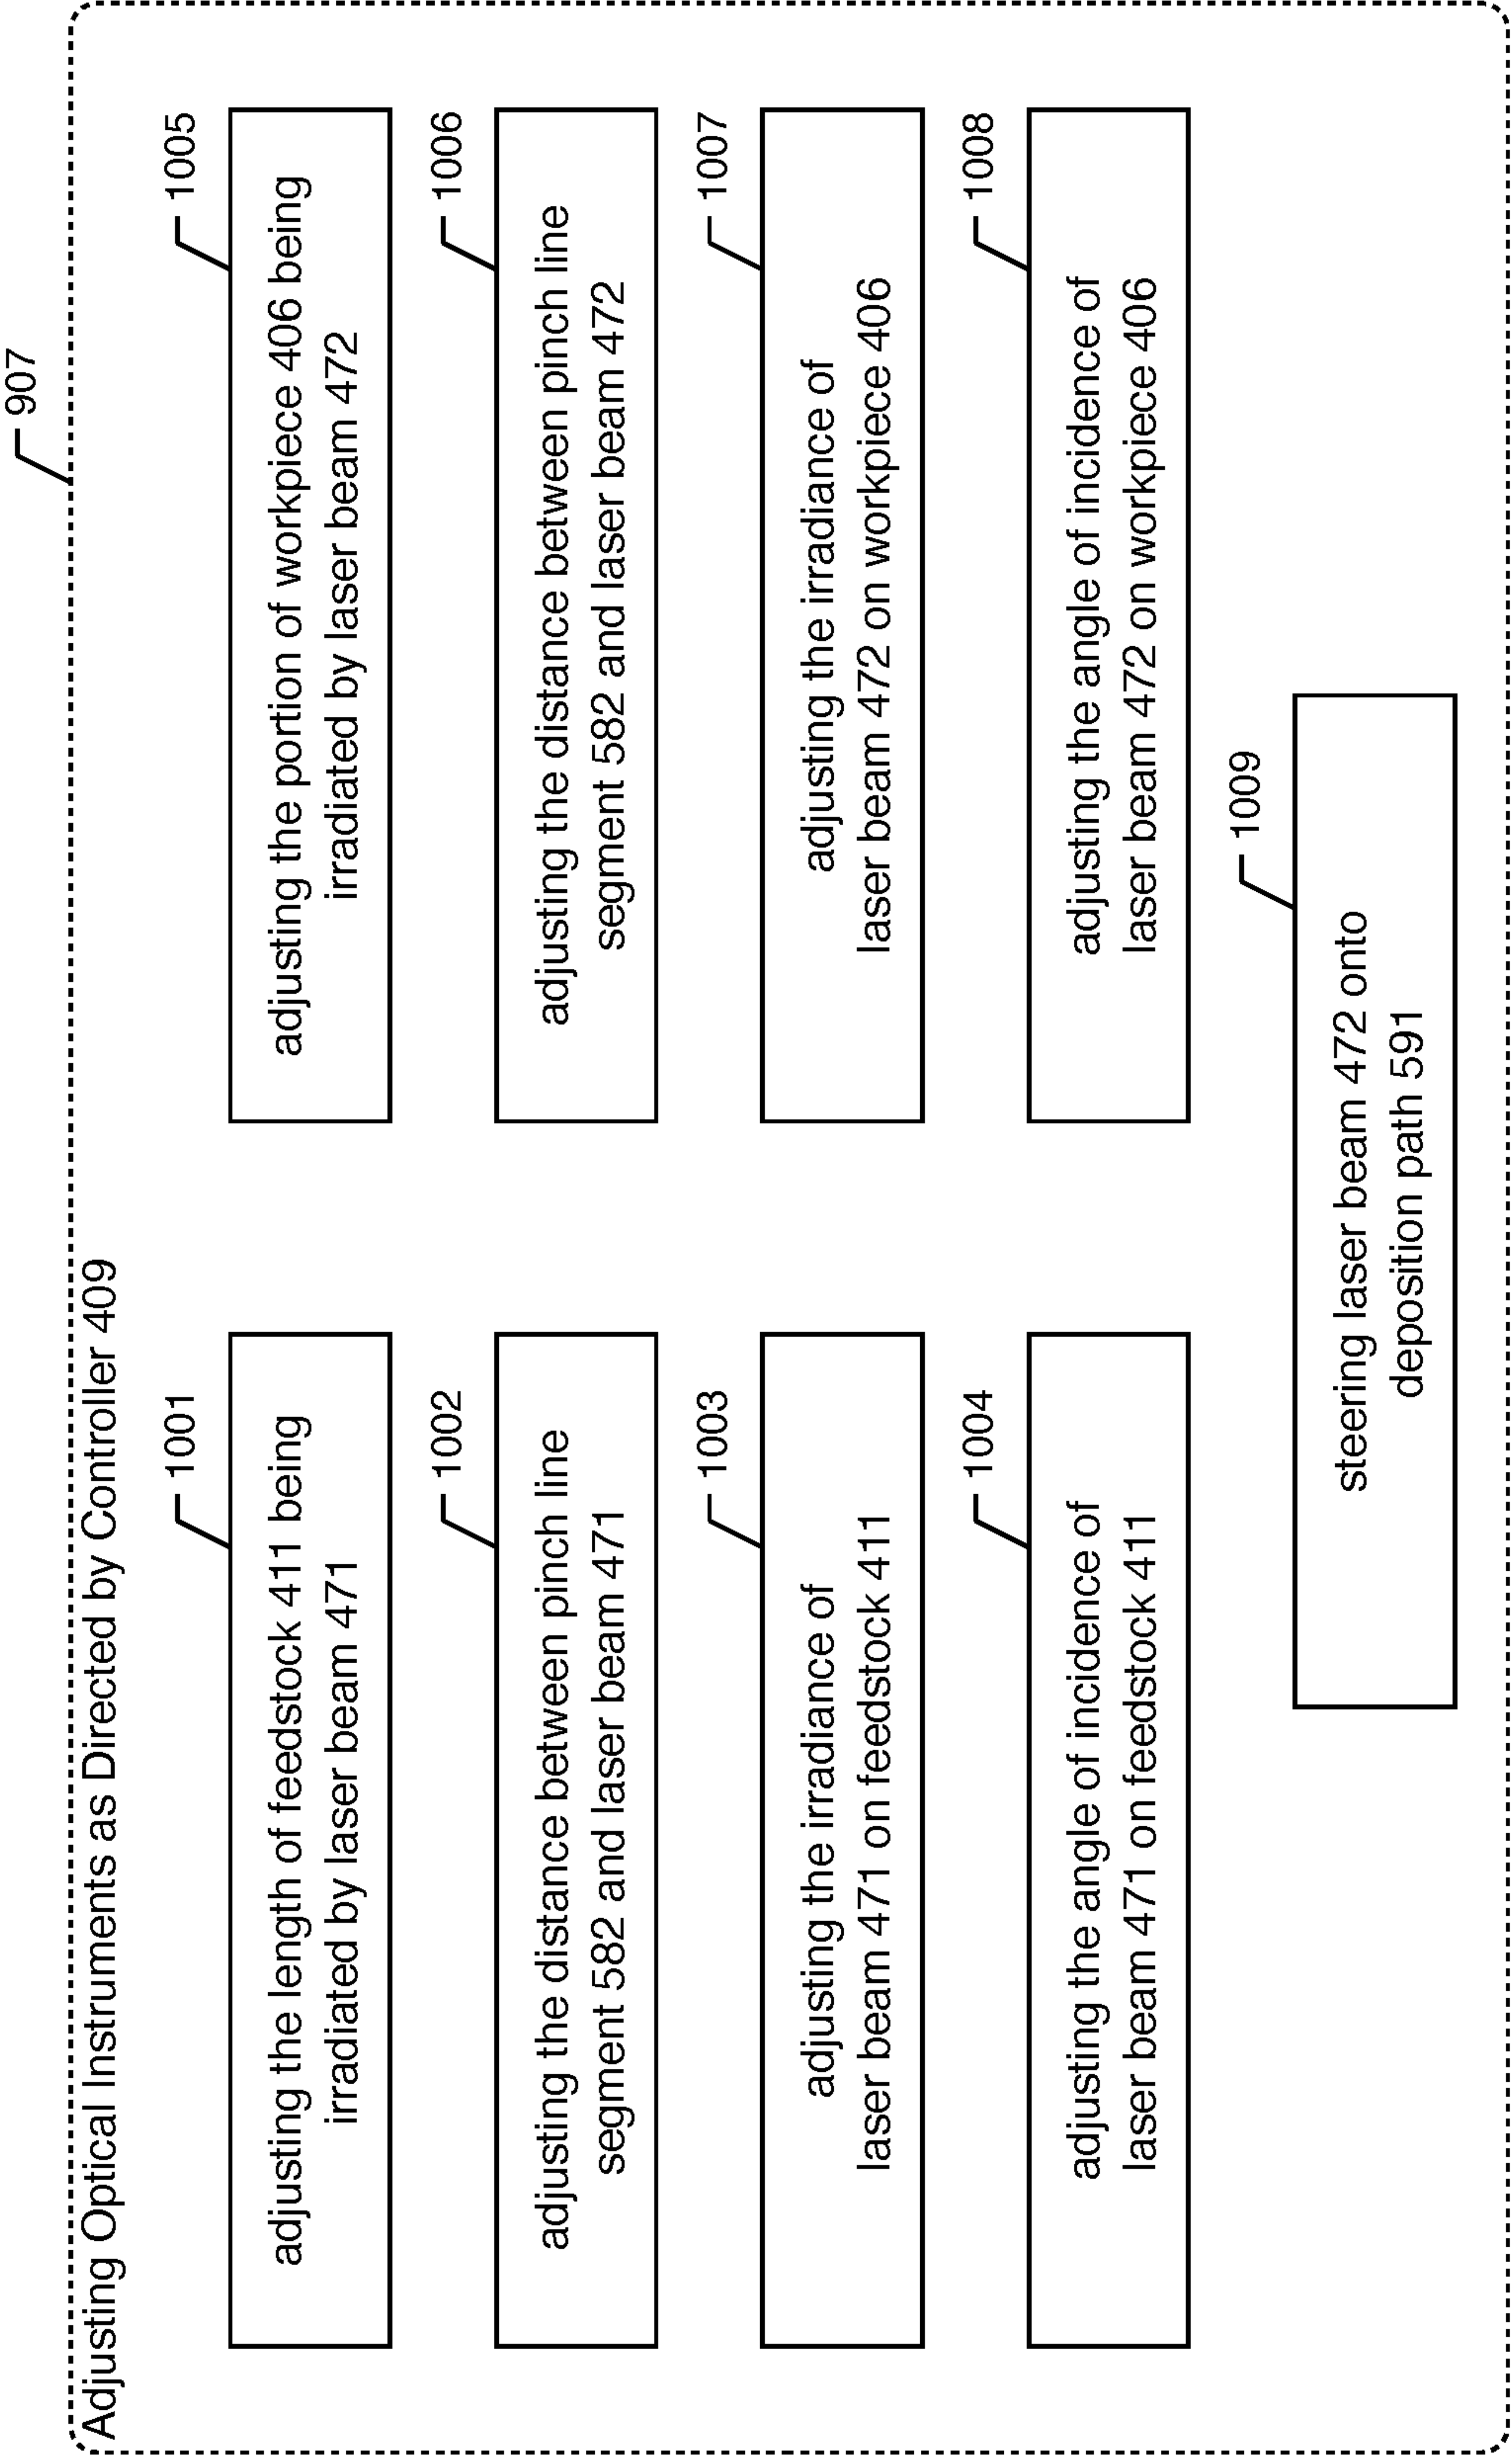 907
Adjusting Optical Instruments as Directed by Controller 409
1001
adjusting the length of feedstock 411 being
irradiated by laser beam 471
1002
adjusting the distance between pinch line
segment 582 and laser beam 471
1003
adjusting the irradiance of
laser beam 471 on feedstock 411
1004
adjusting the angle of incidence of
laser beam 471 on feedstock 411
1005
adjusting the portion of workpiece 406 being
irradiated by laser beam 472
1006
adjusting the distance between pinch line
segment 582 and laser beam 472
1007
adjusting the irradiance of
laser beam 472 on workpiece 406
1008
adjusting the angle of incidence of
laser beam 472 on workpiece 406
1009
steering laser beam 472 onto
deposition path 591